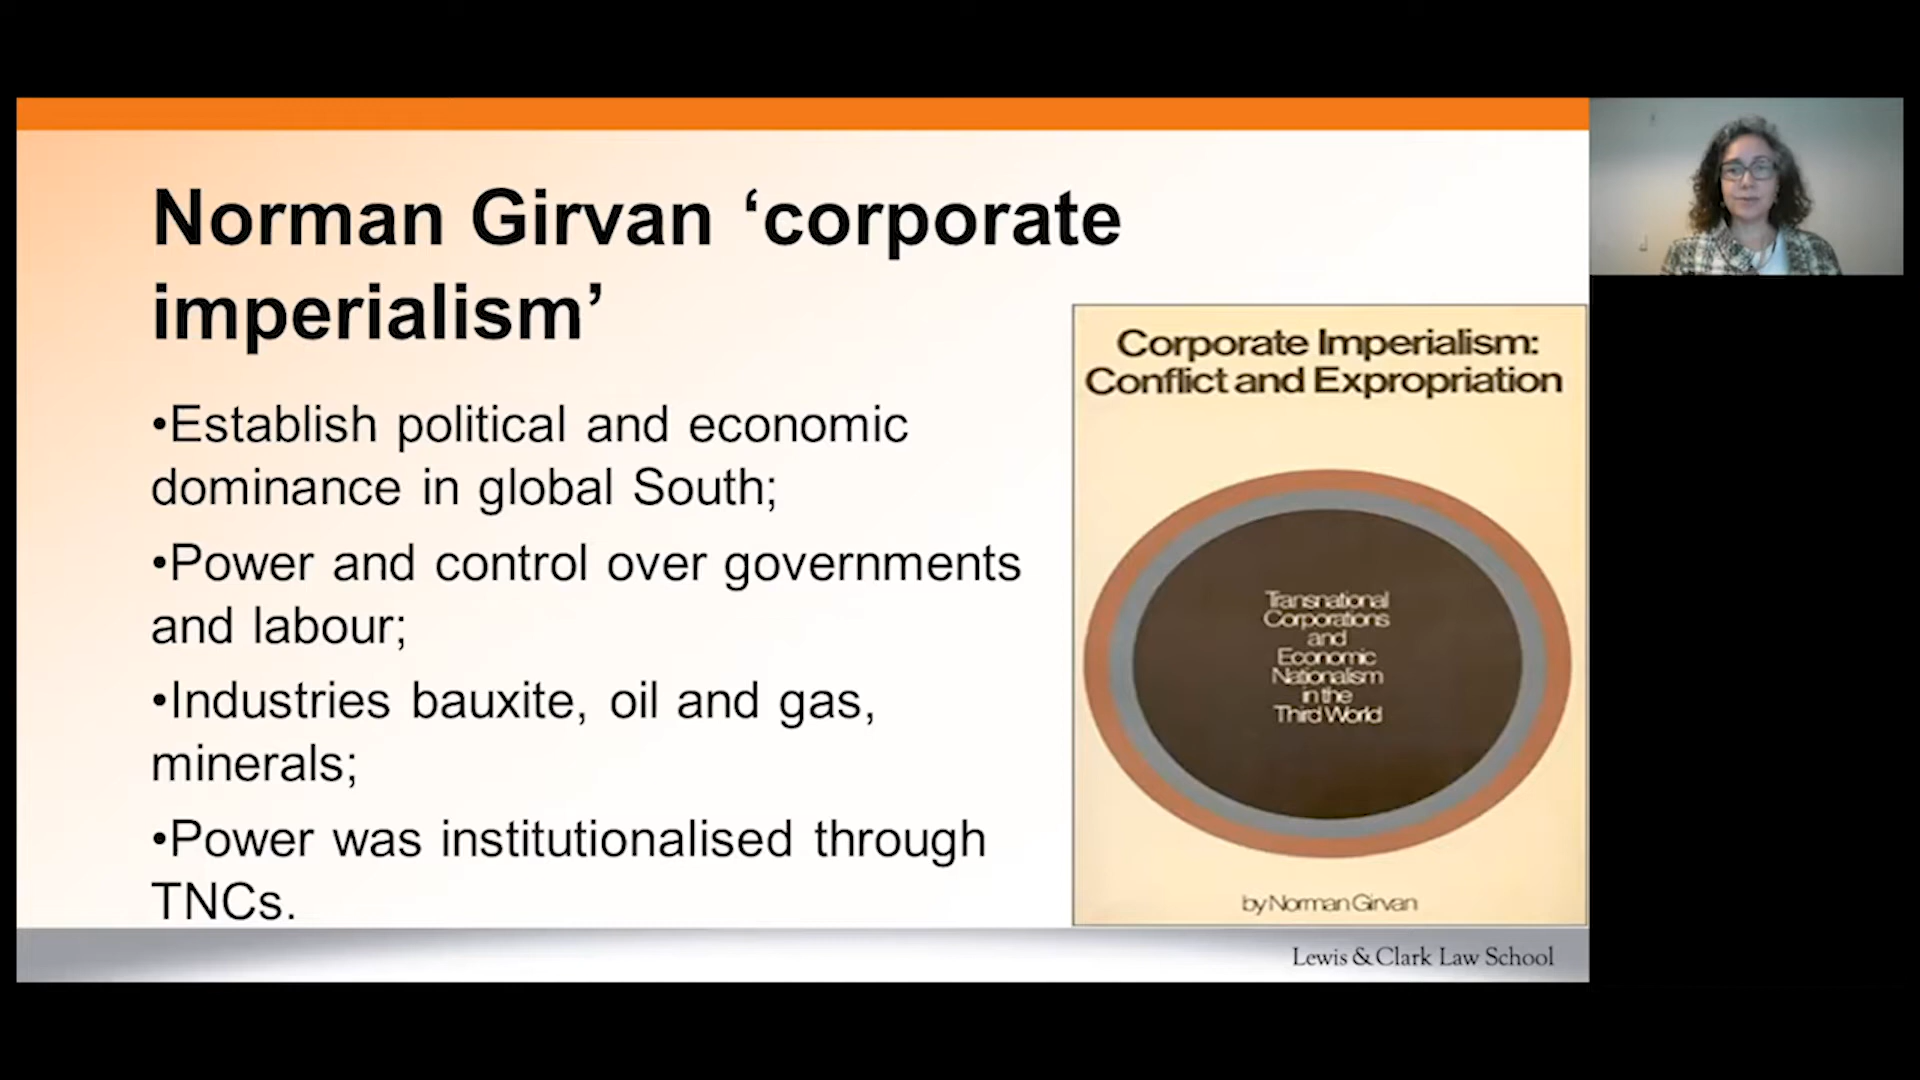 Norman Girvan ‘corporate
imperialism’
•Establish political and economic
dominance in global South;
•Power and control over governments
and labour;
•Industries bauxite, oil and gas,
minerals;
•Power was institutionalised through
TNCs.
Corporate Imperialism:
Conflict and Expropriation
Transnational
Corporations
and
Economic
Nationalism
in the
Third World
by Norman Girvan
Lewis & Clark Law School